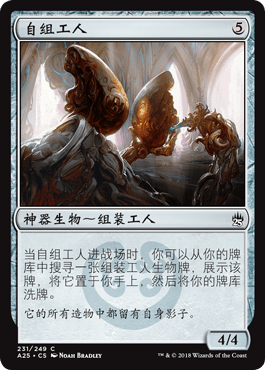 自组工人 5
神器生物～组装工人
当自组工人进战场时，你可以从你的牌
库中搜寻一张组装工人生物牌，展示该
牌，将它置于你手上，然后将你的牌库
洗牌。
它的所有造物中都留有自身影子。
4/4
231/249 C
A25 • CS NOAH BRADLEY
™ & © 2018 Wizards of the Coast